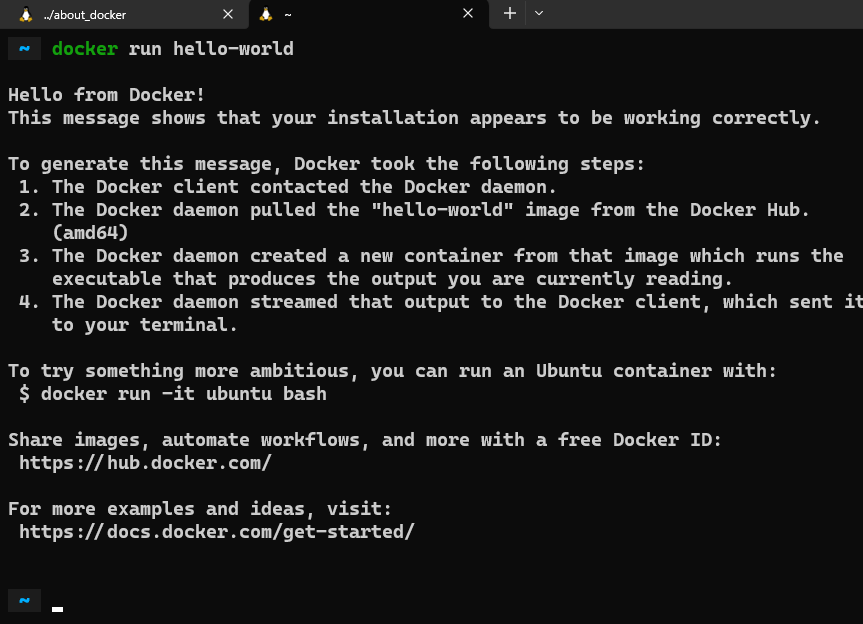 ../about_docker
~
~ docker run hello-world
Hello from Docker!
This message shows that your installation appears to be working correctly.
To generate this message, Docker took the following steps:
1. The Docker client contacted the Docker daemon.
2. The Docker daemon pulled the "hello-world" image from the Docker Hub.
(amd64)
3. The Docker daemon created a new container from that image which runs the
executable that produces the output you are currently reading.
4. The Docker daemon streamed that output to the Docker client, which sent it
to your terminal.
To try something more ambitious, you can run an Ubuntu container with:
$ docker run -it ubuntu bash
Share images, automate workflows, and more with a free Docker ID:
https://hub.docker.com/
For more examples and ideas, visit:
https://docs.docker.com/get-started/
~